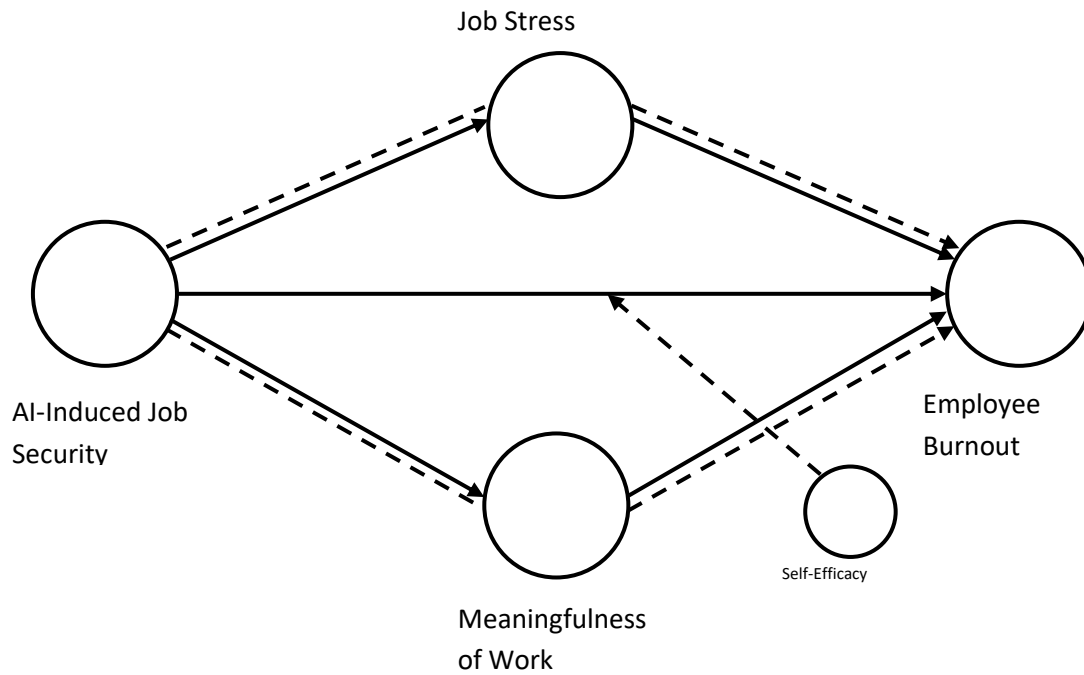 Job Stress
AI-Induced Job
Security
Employee
Burnout
Self-Efficacy
Meaningfulness
of Work